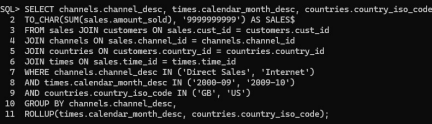 SQL> SELECT channels.channel_desc, times.calendar_month_desc, countries.country_iso_code
2 TO_CHAR(SUM(sales.amount_sold), '9999999999') AS SALES$
3 FROM sales JOIN customers ON sales.cust_id = customers.cust_id
4 JOIN channels ON sales.channel_id = channels.channel_id
5 JOIN countries ON customers.country_id = countries.country_id
6 JOIN times ON sales.time_id = times.time_id
7 WHERE channels.channel_desc IN ('Direct Sales', 'Internet')
8 AND times.calendar_month_desc IN ('2000-09', '2009-10')
9 AND countries.country_iso_code IN ('GB', 'US')
10 GROUP BY channels.channel_desc,
11 ROLLUP(times.calendar_month_desc, countries.country_iso_code);